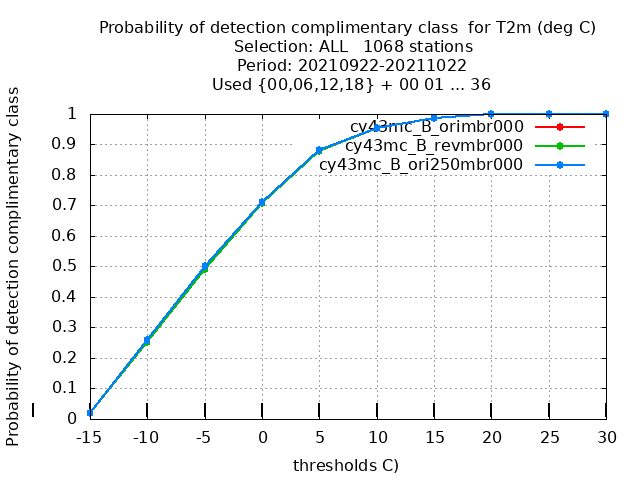 Probability of detection complimentary class  for T2m (deg C)
Selection: ALL   1068 stations
Period: 20210922-20211022
Used {00,06,12,18} + 00 01 ... 36
Probability of detection complimentary class
1
0.9
0.8
0.7
0.6
0.5
0.4
0.3
0.2
0.1
0
cy43mc_B_orimbr000
cy43mc_B_revmbr000
cy43mc_B_ori250mbr000
-15 -10 -5 0 5 10 15 20 25 30
thresholds C)